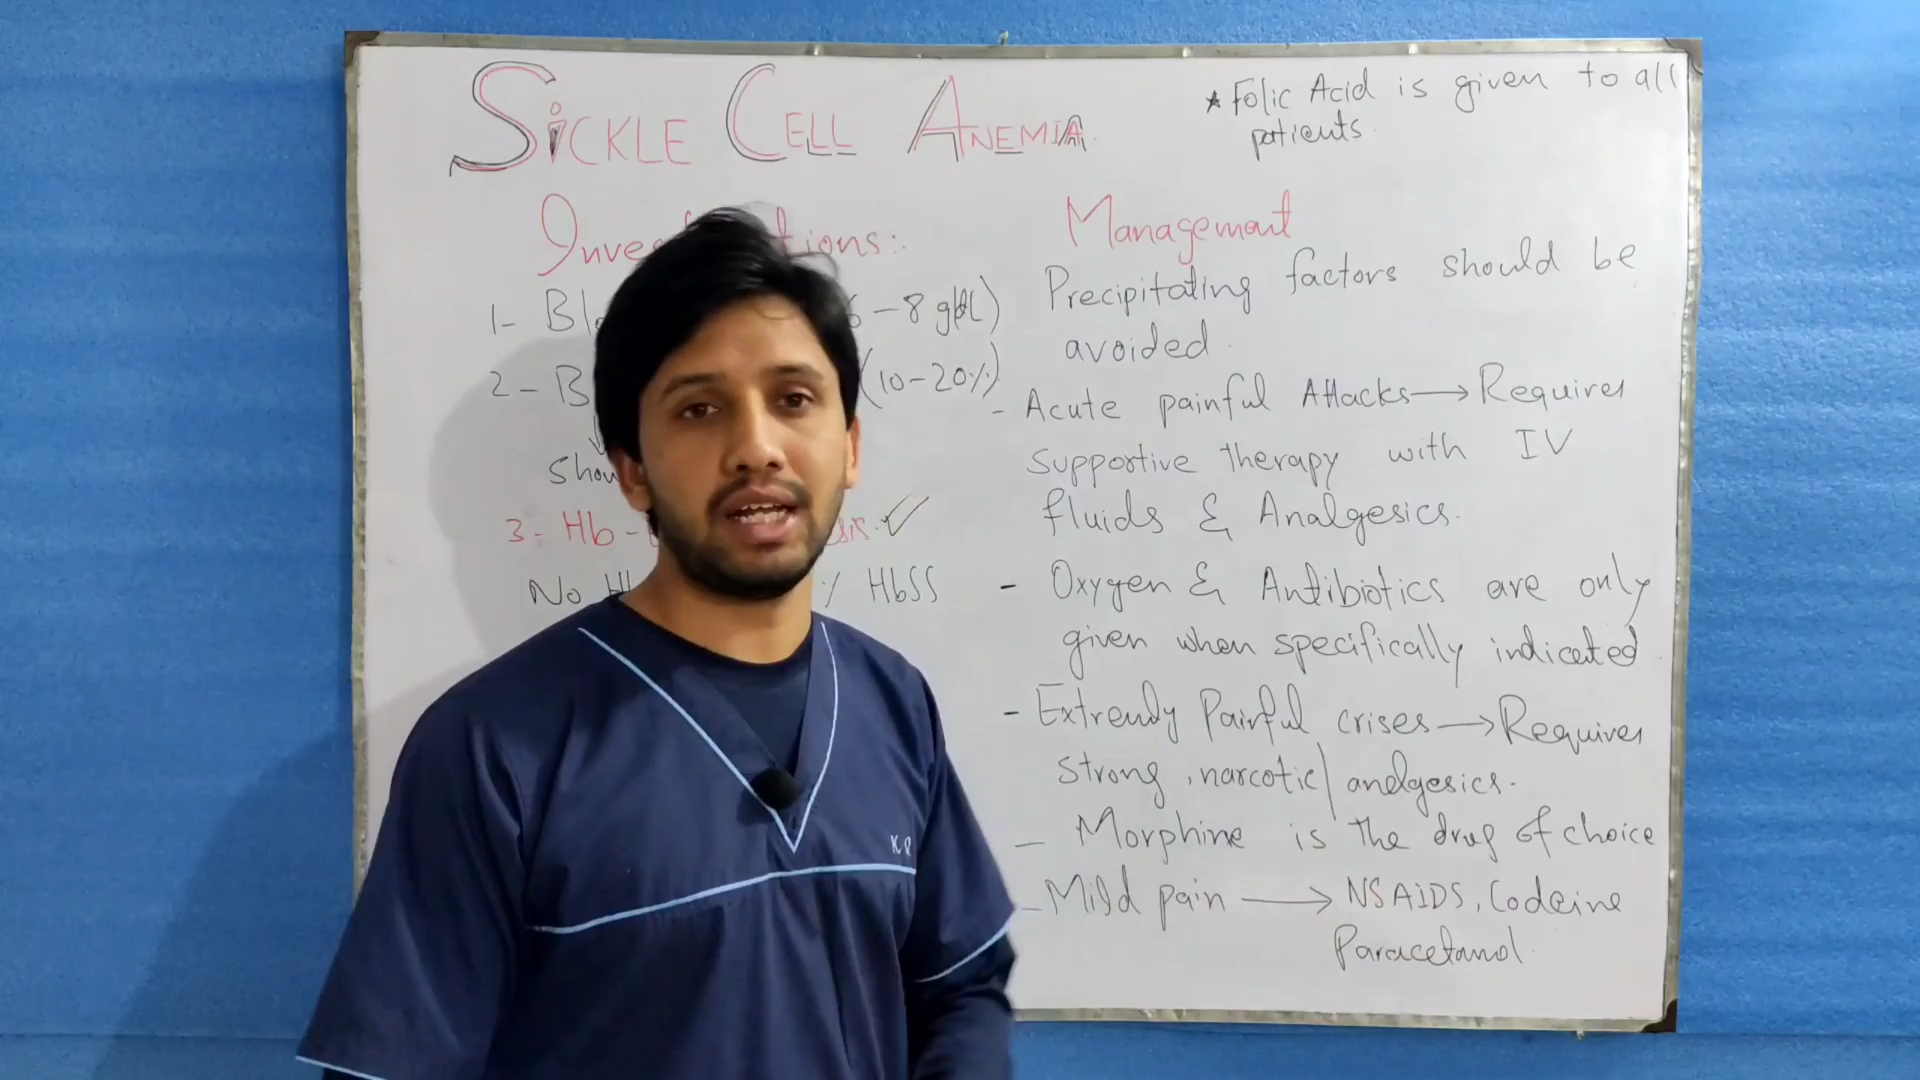 SICKLE CELL ANEMIA
* Folic Acid is given to all
patients.
Management
Precipitating factors should be
avoided.
1-
6-8 g/dL)
2-
(10-20%)
- Acute painful Attacks → Requires
supportive therapy with IV
fluids & Analgesics.
3- Hb-
✓
No
% HbSS
- Oxygen & Antibiotics are only
given when specifically indicated
- Extremly Painful crises → Requires
strong, narcotic/analgesics.
- Morphine is the drug of choice
- Mild pain → NSAIDS, Codeine
Paracetamol.
K R